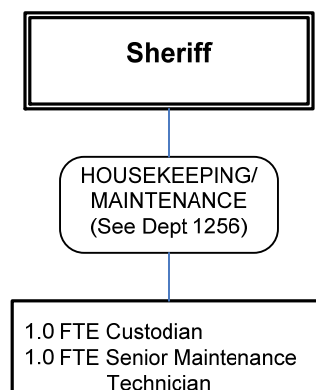 Sheriff
HOUSEKEEPING/
MAINTENANCE
(See Dept 1256)
1.0 FTE Custodian
1.0 FTE Senior Maintenance
Technician